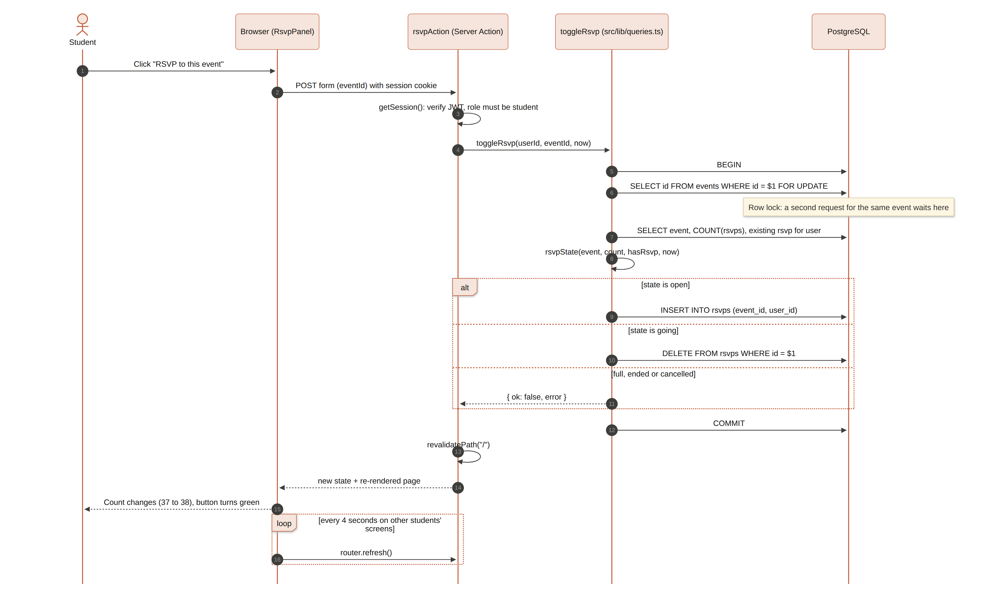 Student
Browser (RsvpPanel)
rsvpAction (Server Action)
toggleRsvp (src/lib/queries.ts)
PostgreSQL
Click "RSVP to this event"
1
POST form (eventId) with session cookie
2
getSession(): verify JWT, role must be student
3
toggleRsvp(userId, eventId, now)
4
BEGIN
5
SELECT id FROM events WHERE id = $1 FOR UPDATE
6
Row lock: a second request for the same event waits here
SELECT event, COUNT(rsvps), existing rsvp for user
7
rsvpState(event, count, hasRsvp, now)
8
alt
[state is open]
INSERT INTO rsvps (event_id, user_id)
9
[state is going]
DELETE FROM rsvps WHERE id = $1
10
[full, ended or cancelled]
{ ok: false, error }
11
COMMIT
12
revalidatePath("/")
13
new state + re-rendered page
14
Count changes (37 to 38), button turns green
15
loop
[every 4 seconds on other students'
screens]
router.refresh()
16